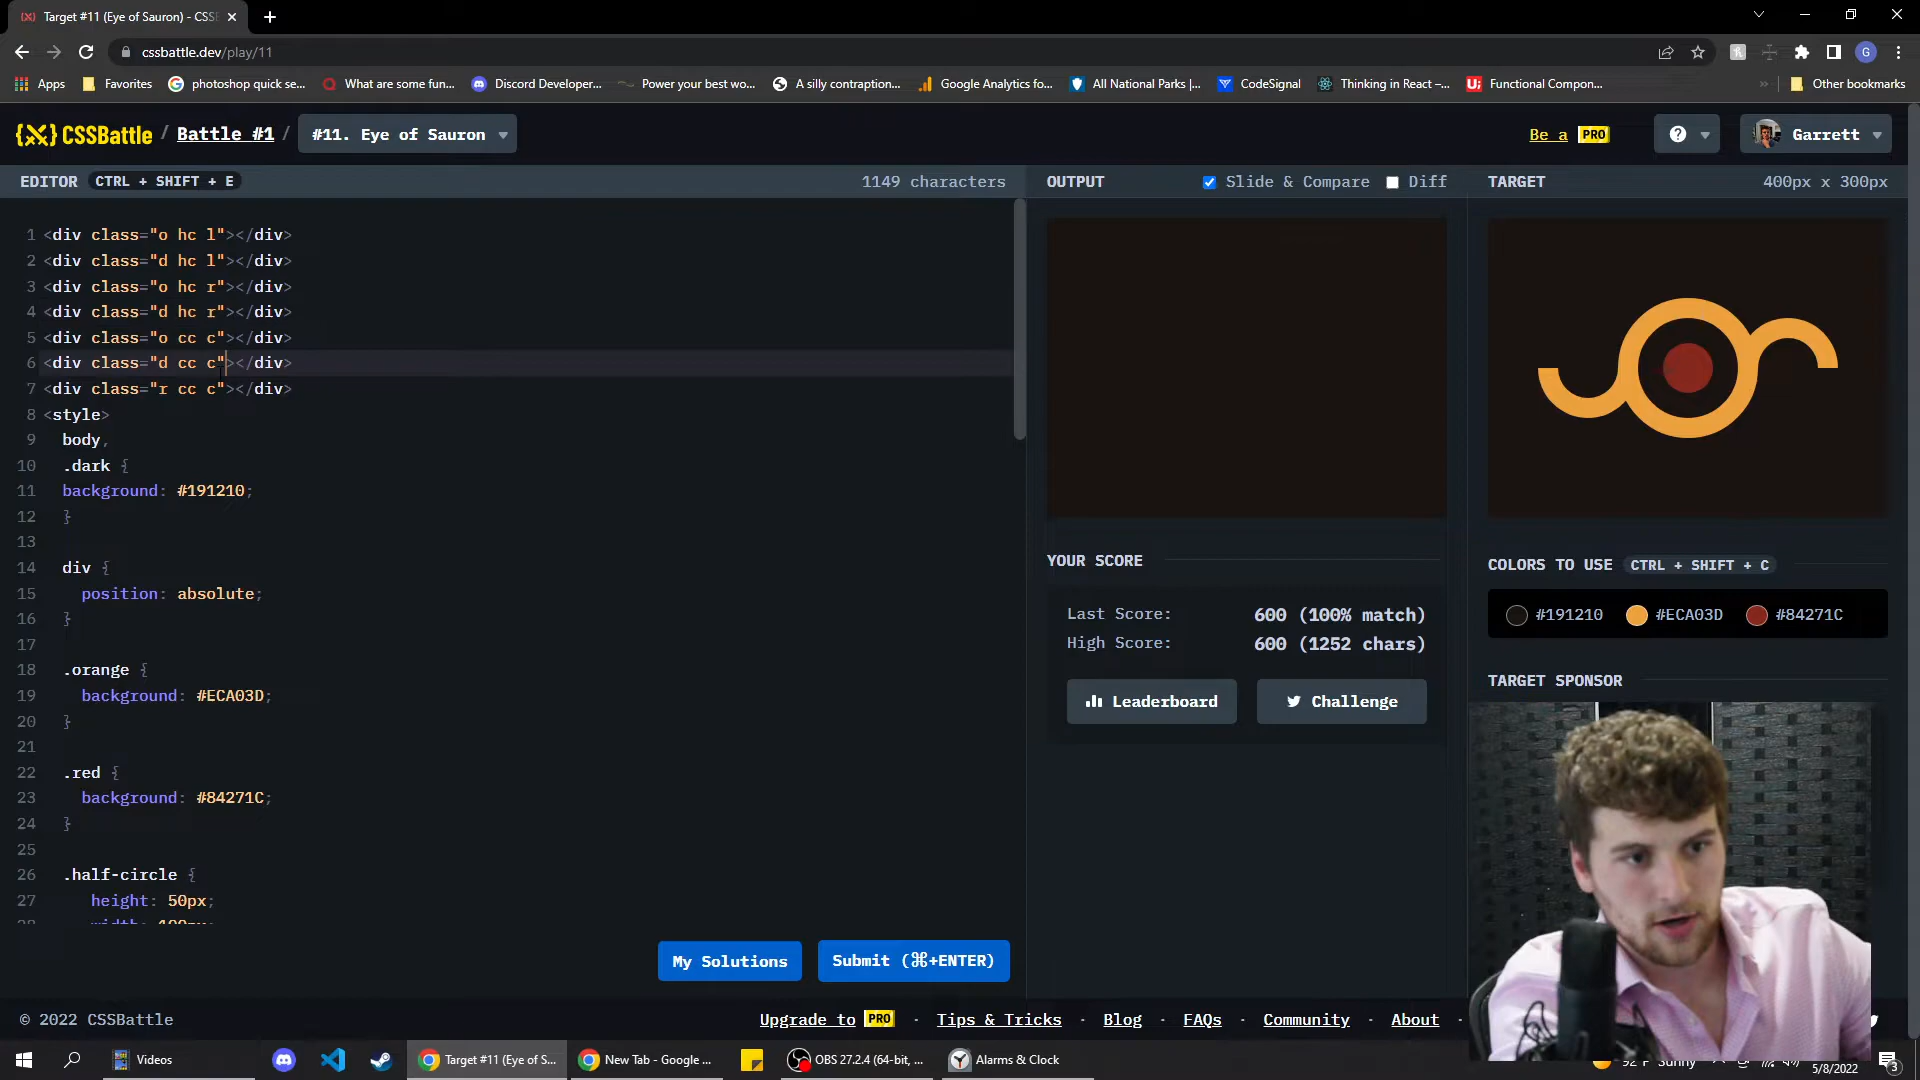 Target #11 (Eye of Sauron) - CSSB
cssbattle.dev/play/11
G
Apps
Favorites
photoshop quick se...
What are some fun...
Discord Developer...
Power your best wo...
A silly contraption...
Google Analytics fo...
All National Parks |...
CodeSignal
Thinking in React –...
Functional Compon...
Other bookmarks
CSSBattle / Battle #1 / #11. Eye of Sauron
Be a PRO
Garrett
EDITOR CTRL + SHIFT + E
1149 characters
1 <div class="o hc l"></div>
2 <div class="d hc l"></div>
3 <div class="o hc r"></div>
4 <div class="d hc r"></div>
5 <div class="o cc c"></div>
6 <div class="d cc c"></div>
7 <div class="r cc c"></div>
8 <style>
9 body,
10 .dark {
11 background: #191210;
12 }
13
14 div {
15 position: absolute;
16 }
17
18 .orange {
19 background: #ECA03D;
20 }
21
22 .red {
23 background: #84271C;
24 }
25
26 .half-circle {
27 height: 50px;
28 width: 100px;
My Solutions
Submit (⌘+ENTER)
OUTPUT
Slide & Compare
Diff
YOUR SCORE
Last Score: 600 (100% match)
High Score: 600 (1252 chars)
Leaderboard
Challenge
TARGET
400px x 300px
COLORS TO USE CTRL + SHIFT + C
#191210 #ECA03D #84271C
TARGET SPONSOR
© 2022 CSSBattle
Upgrade to PRO · Tips & Tricks · Blog · FAQs · Community · About ·
Videos
Target #11 (Eye of S...
New Tab - Google ...
OBS 27.2.4 (64-bit, ...
Alarms & Clock
92°F Sunny
5/8/2022
3